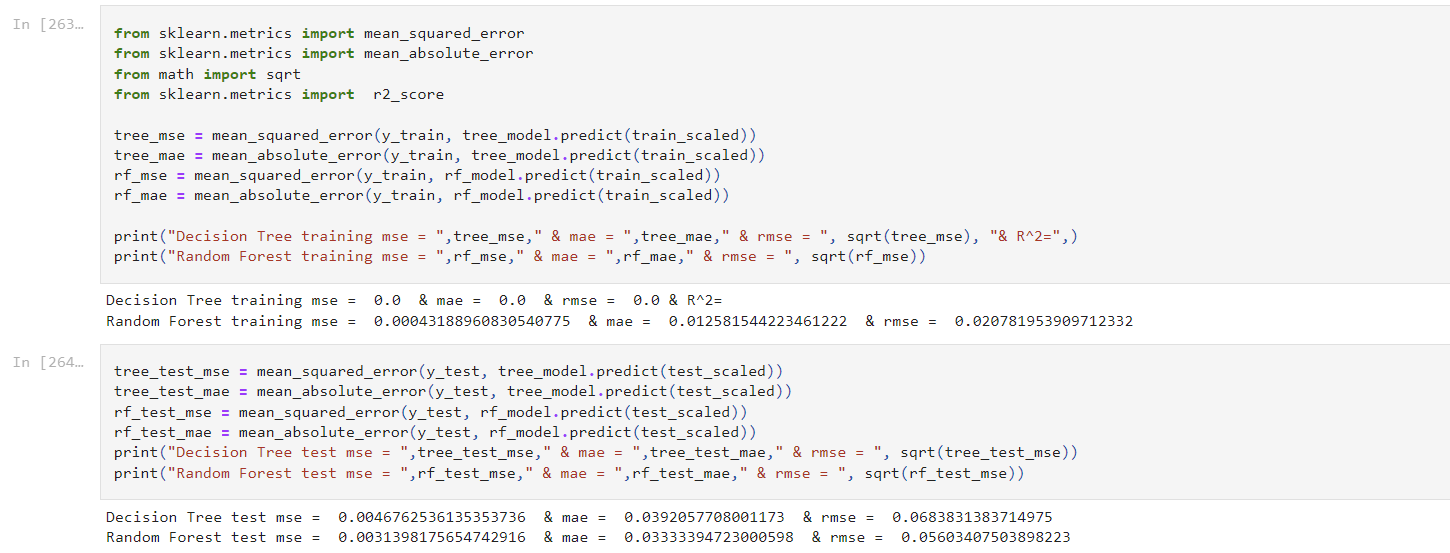 In [263…
from sklearn.metrics import mean_squared_error
from sklearn.metrics import mean_absolute_error
from math import sqrt
from sklearn.metrics import  r2_score
tree_mse = mean_squared_error(y_train, tree_model.predict(train_scaled))
tree_mae = mean_absolute_error(y_train, tree_model.predict(train_scaled))
rf_mse = mean_squared_error(y_train, rf_model.predict(train_scaled))
rf_mae = mean_absolute_error(y_train, rf_model.predict(train_scaled))
print("Decision Tree training mse = ",tree_mse," & mae = ",tree_mae," & rmse = ", sqrt(tree_mse), "& R^2=",)
print("Random Forest training mse = ",rf_mse," & mae = ",rf_mae," & rmse = ", sqrt(rf_mse))
Decision Tree training mse =  0.0  & mae =  0.0  & rmse =  0.0 & R^2=
Random Forest training mse =  0.00043188960830540775  & mae =  0.012581544223461222  & rmse =  0.020781953909712332
In [264…
tree_test_mse = mean_squared_error(y_test, tree_model.predict(test_scaled))
tree_test_mae = mean_absolute_error(y_test, tree_model.predict(test_scaled))
rf_test_mse = mean_squared_error(y_test, rf_model.predict(test_scaled))
rf_test_mae = mean_absolute_error(y_test, rf_model.predict(test_scaled))
print("Decision Tree test mse = ",tree_test_mse," & mae = ",tree_test_mae," & rmse = ", sqrt(tree_test_mse))
print("Random Forest test mse = ",rf_test_mse," & mae = ",rf_test_mae," & rmse = ", sqrt(rf_test_mse))
Decision Tree test mse =  0.0046762536135353736  & mae =  0.0392057708001173  & rmse =  0.0683831383714975
Random Forest test mse =  0.0031398175654742916  & mae =  0.03333394723000598  & rmse =  0.05603407503898223